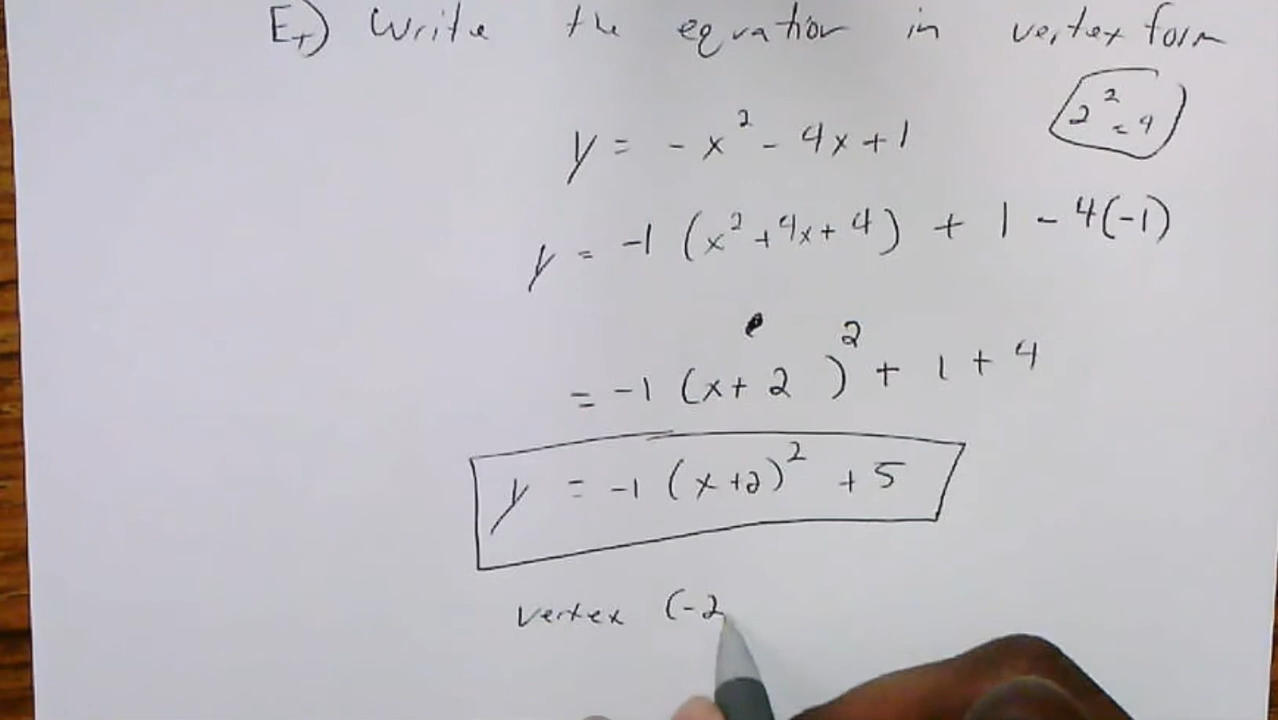 Ex) Write the equation in vertex form
2² = 4
y = -x² - 4x + 1
y = -1 (x² + 4x + 4) + 1 - 4(-1)
= -1 (x + 2 )² + 1 + 4
y = -1 (x+2)² + 5
vertex (-2